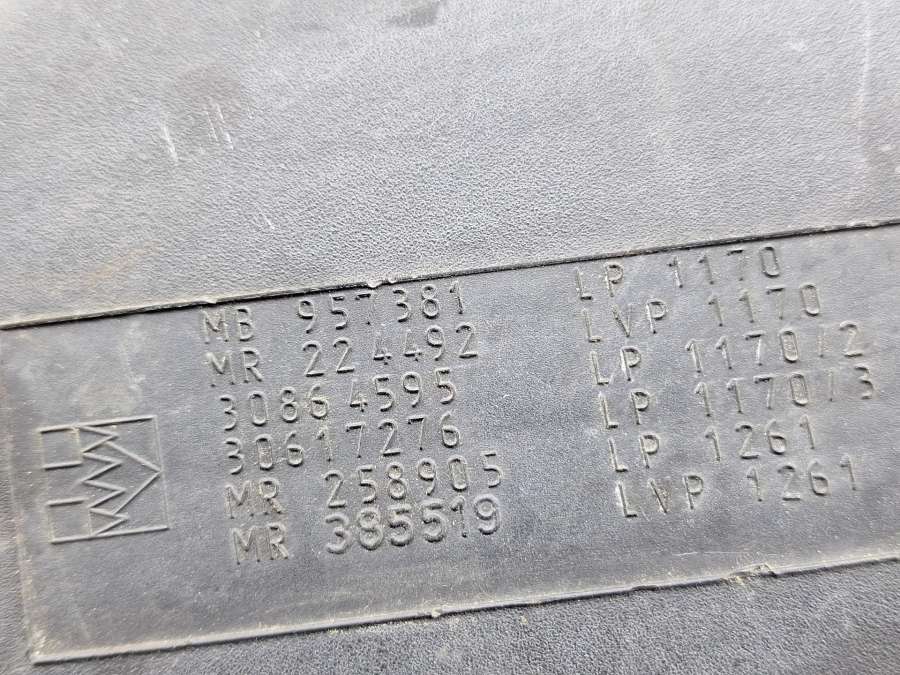 MB 957381 LP 1170
MR 224492 LVP 1170
30864595 LP 1170/2
30617276 LP 1170/3
MR 258905 LP 1261
MR 385519 LVP 1261